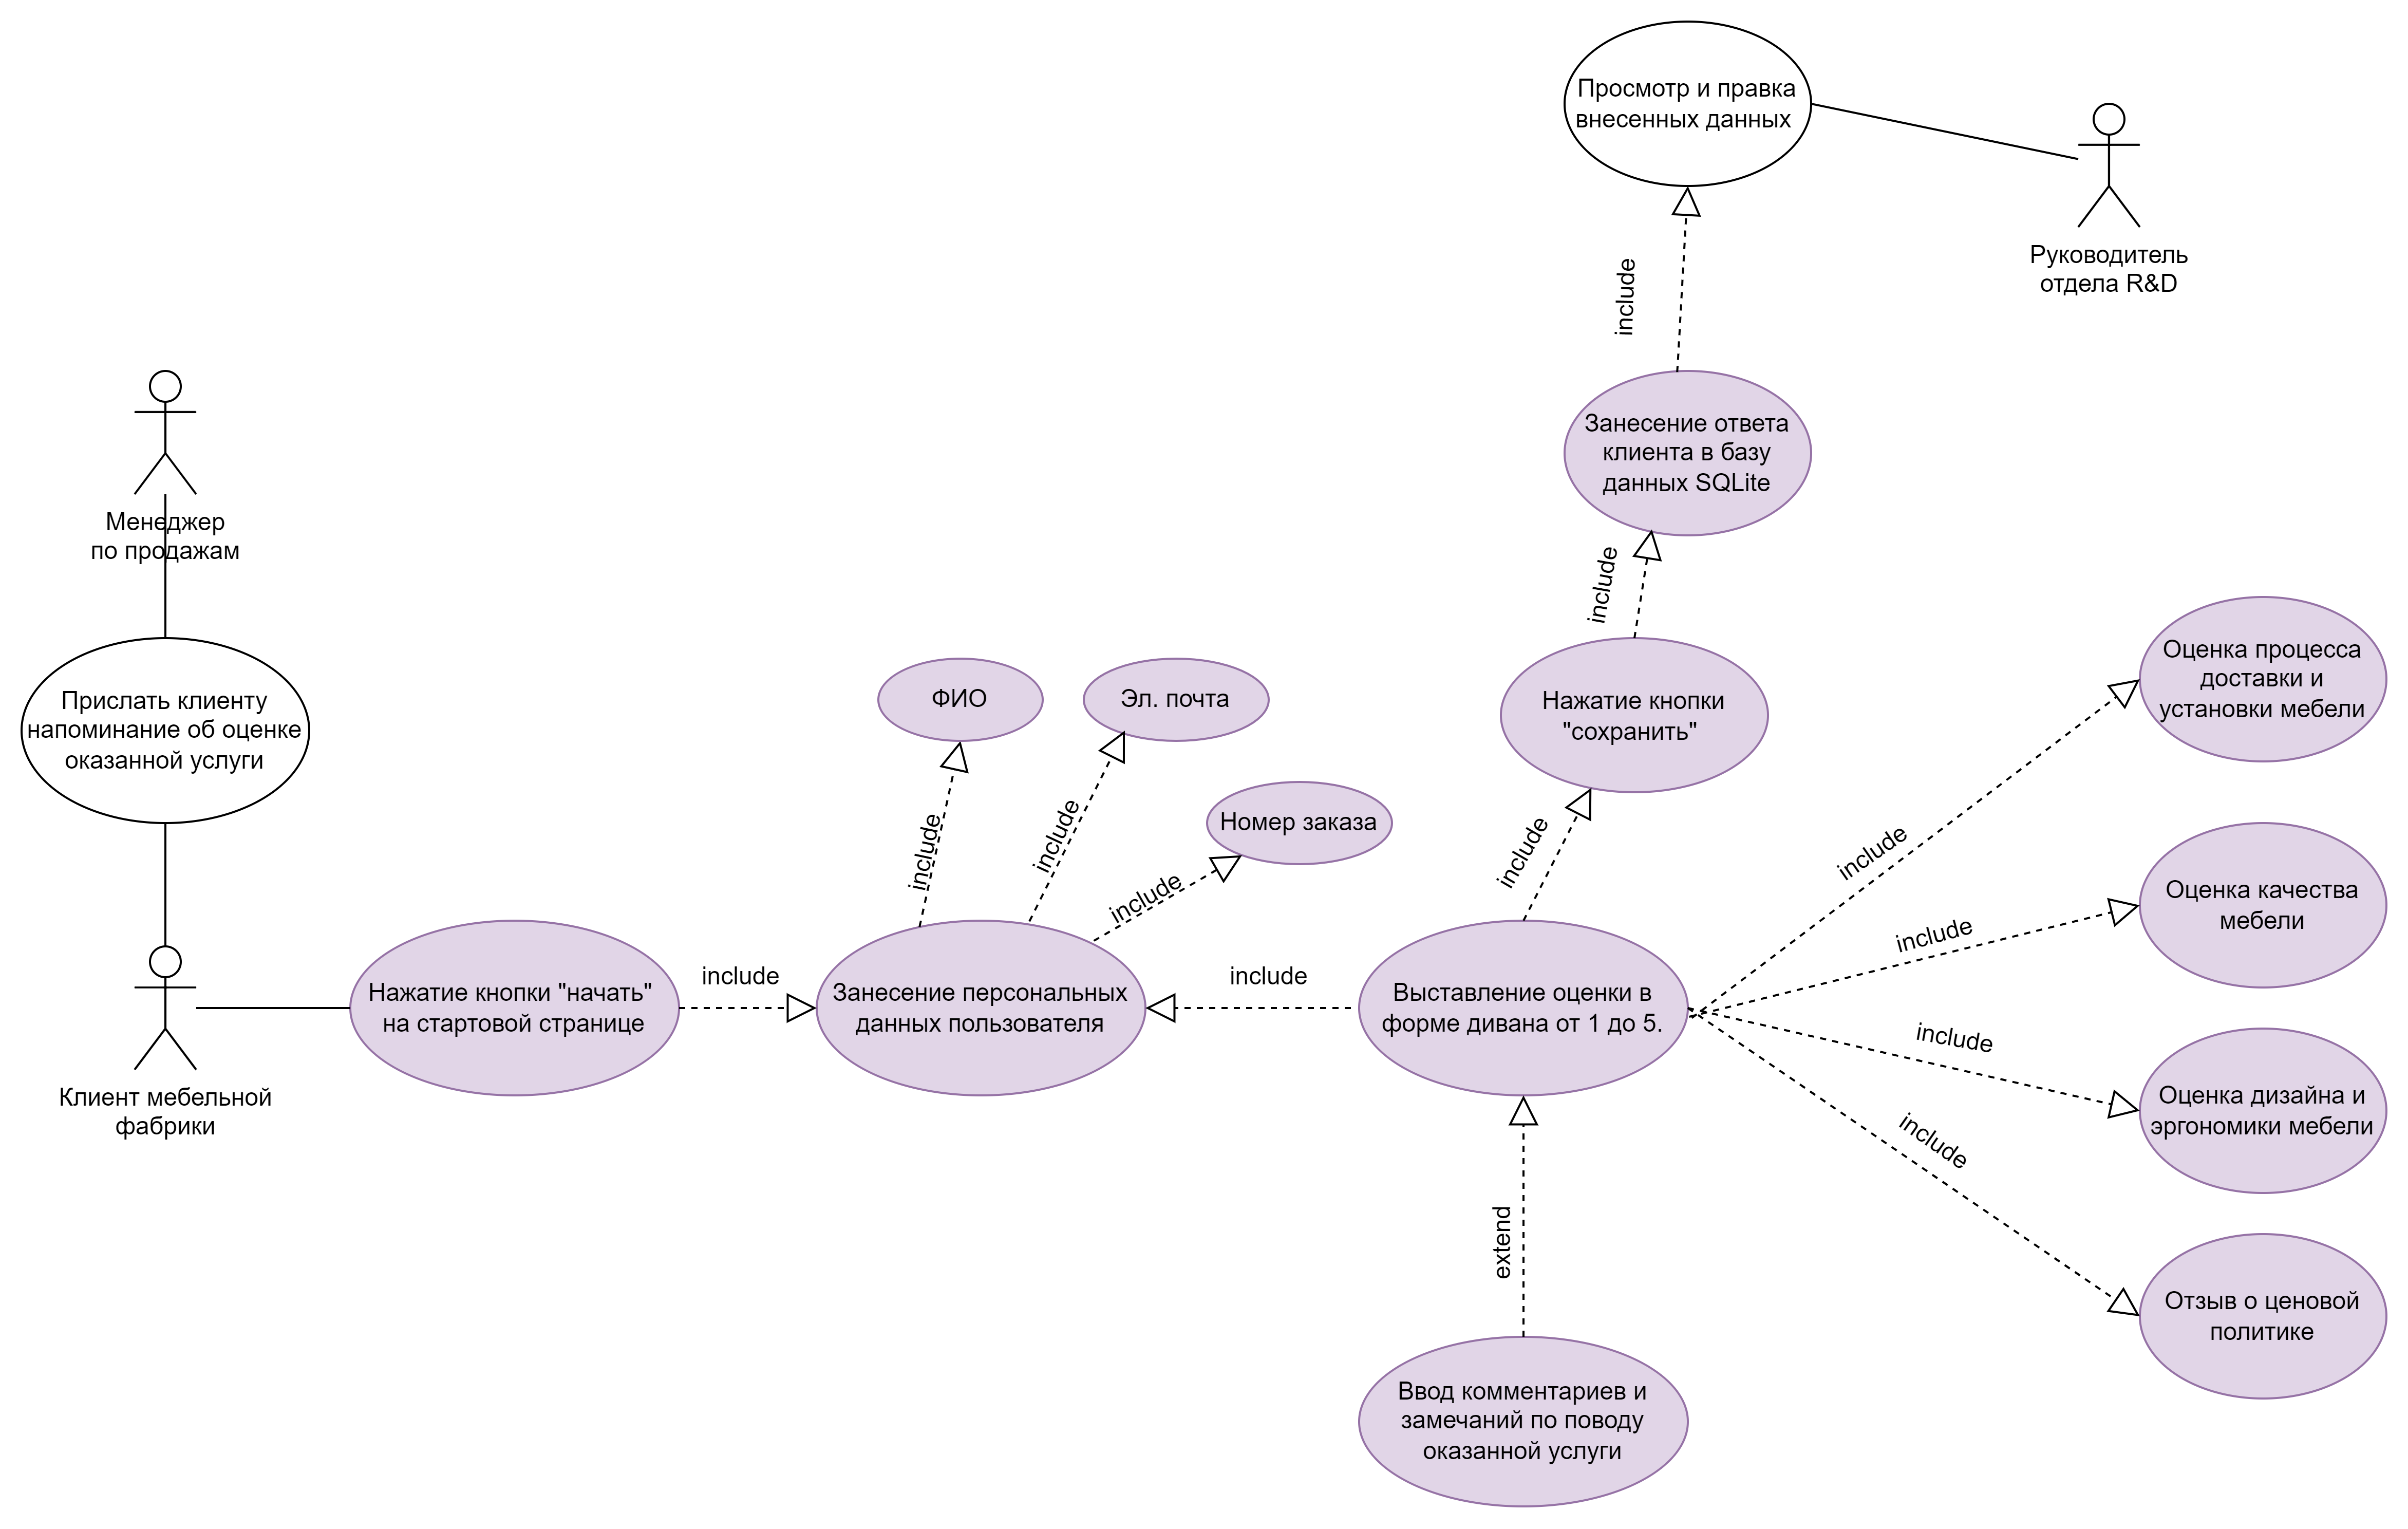 Просмотр и правка
внесенных данных
Руководитель
отдела R&D
include
Занесение ответа
клиента в базу
данных SQLite
Менеджер
по продажам
include
Прислать клиенту
напоминание об оценке
оказанной услуги
ФИО
Эл. почта
Нажатие кнопки
"сохранить"
Оценка процесса
доставки и
установки мебели
Номер заказа
include
include
include
include
include
Оценка качества
мебели
include
include
include
Нажатие кнопки "начать"
на стартовой странице
Занесение персональных
данных пользователя
Выставление оценки в
форме дивана от 1 до 5.
include
Клиент мебельной
фабрики
Оценка дизайна и
эргономики мебели
include
extend
Отзыв о ценовой
политике
Ввод комментариев и
замечаний по поводу
оказанной услуги